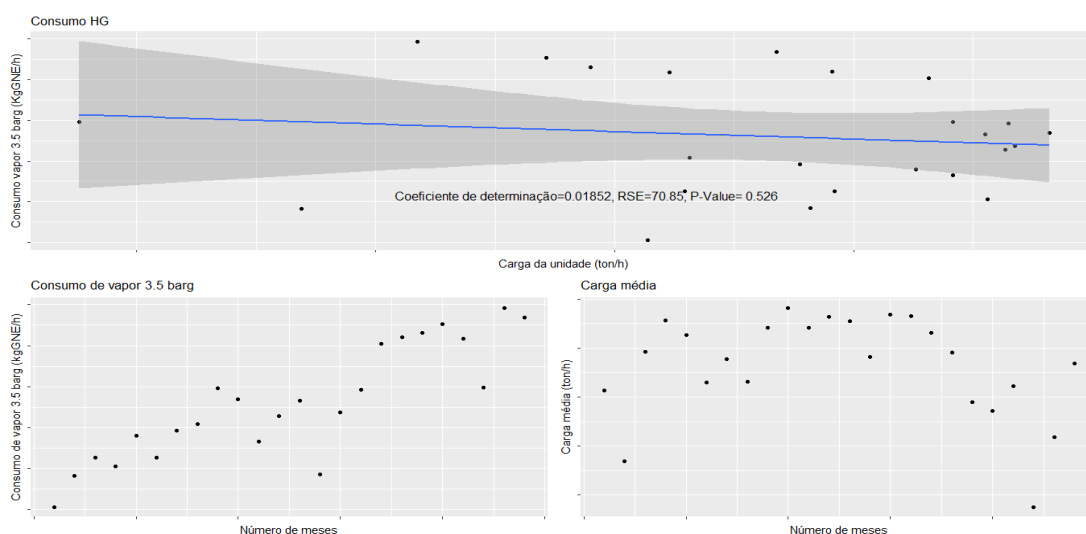 Consumo HG
Consumo vapor 3.5 barg (KgGNE/h)
Coeficiente de determinação=0.01852, RSE=70.85, P-Value= 0.526
Carga da unidade (ton/h)
Consumo de vapor 3.5 barg
Consumo de vapor 3.5 barg (kgGNE/h)
Número de meses
Carga média
Carga média (ton/h)
Número de meses